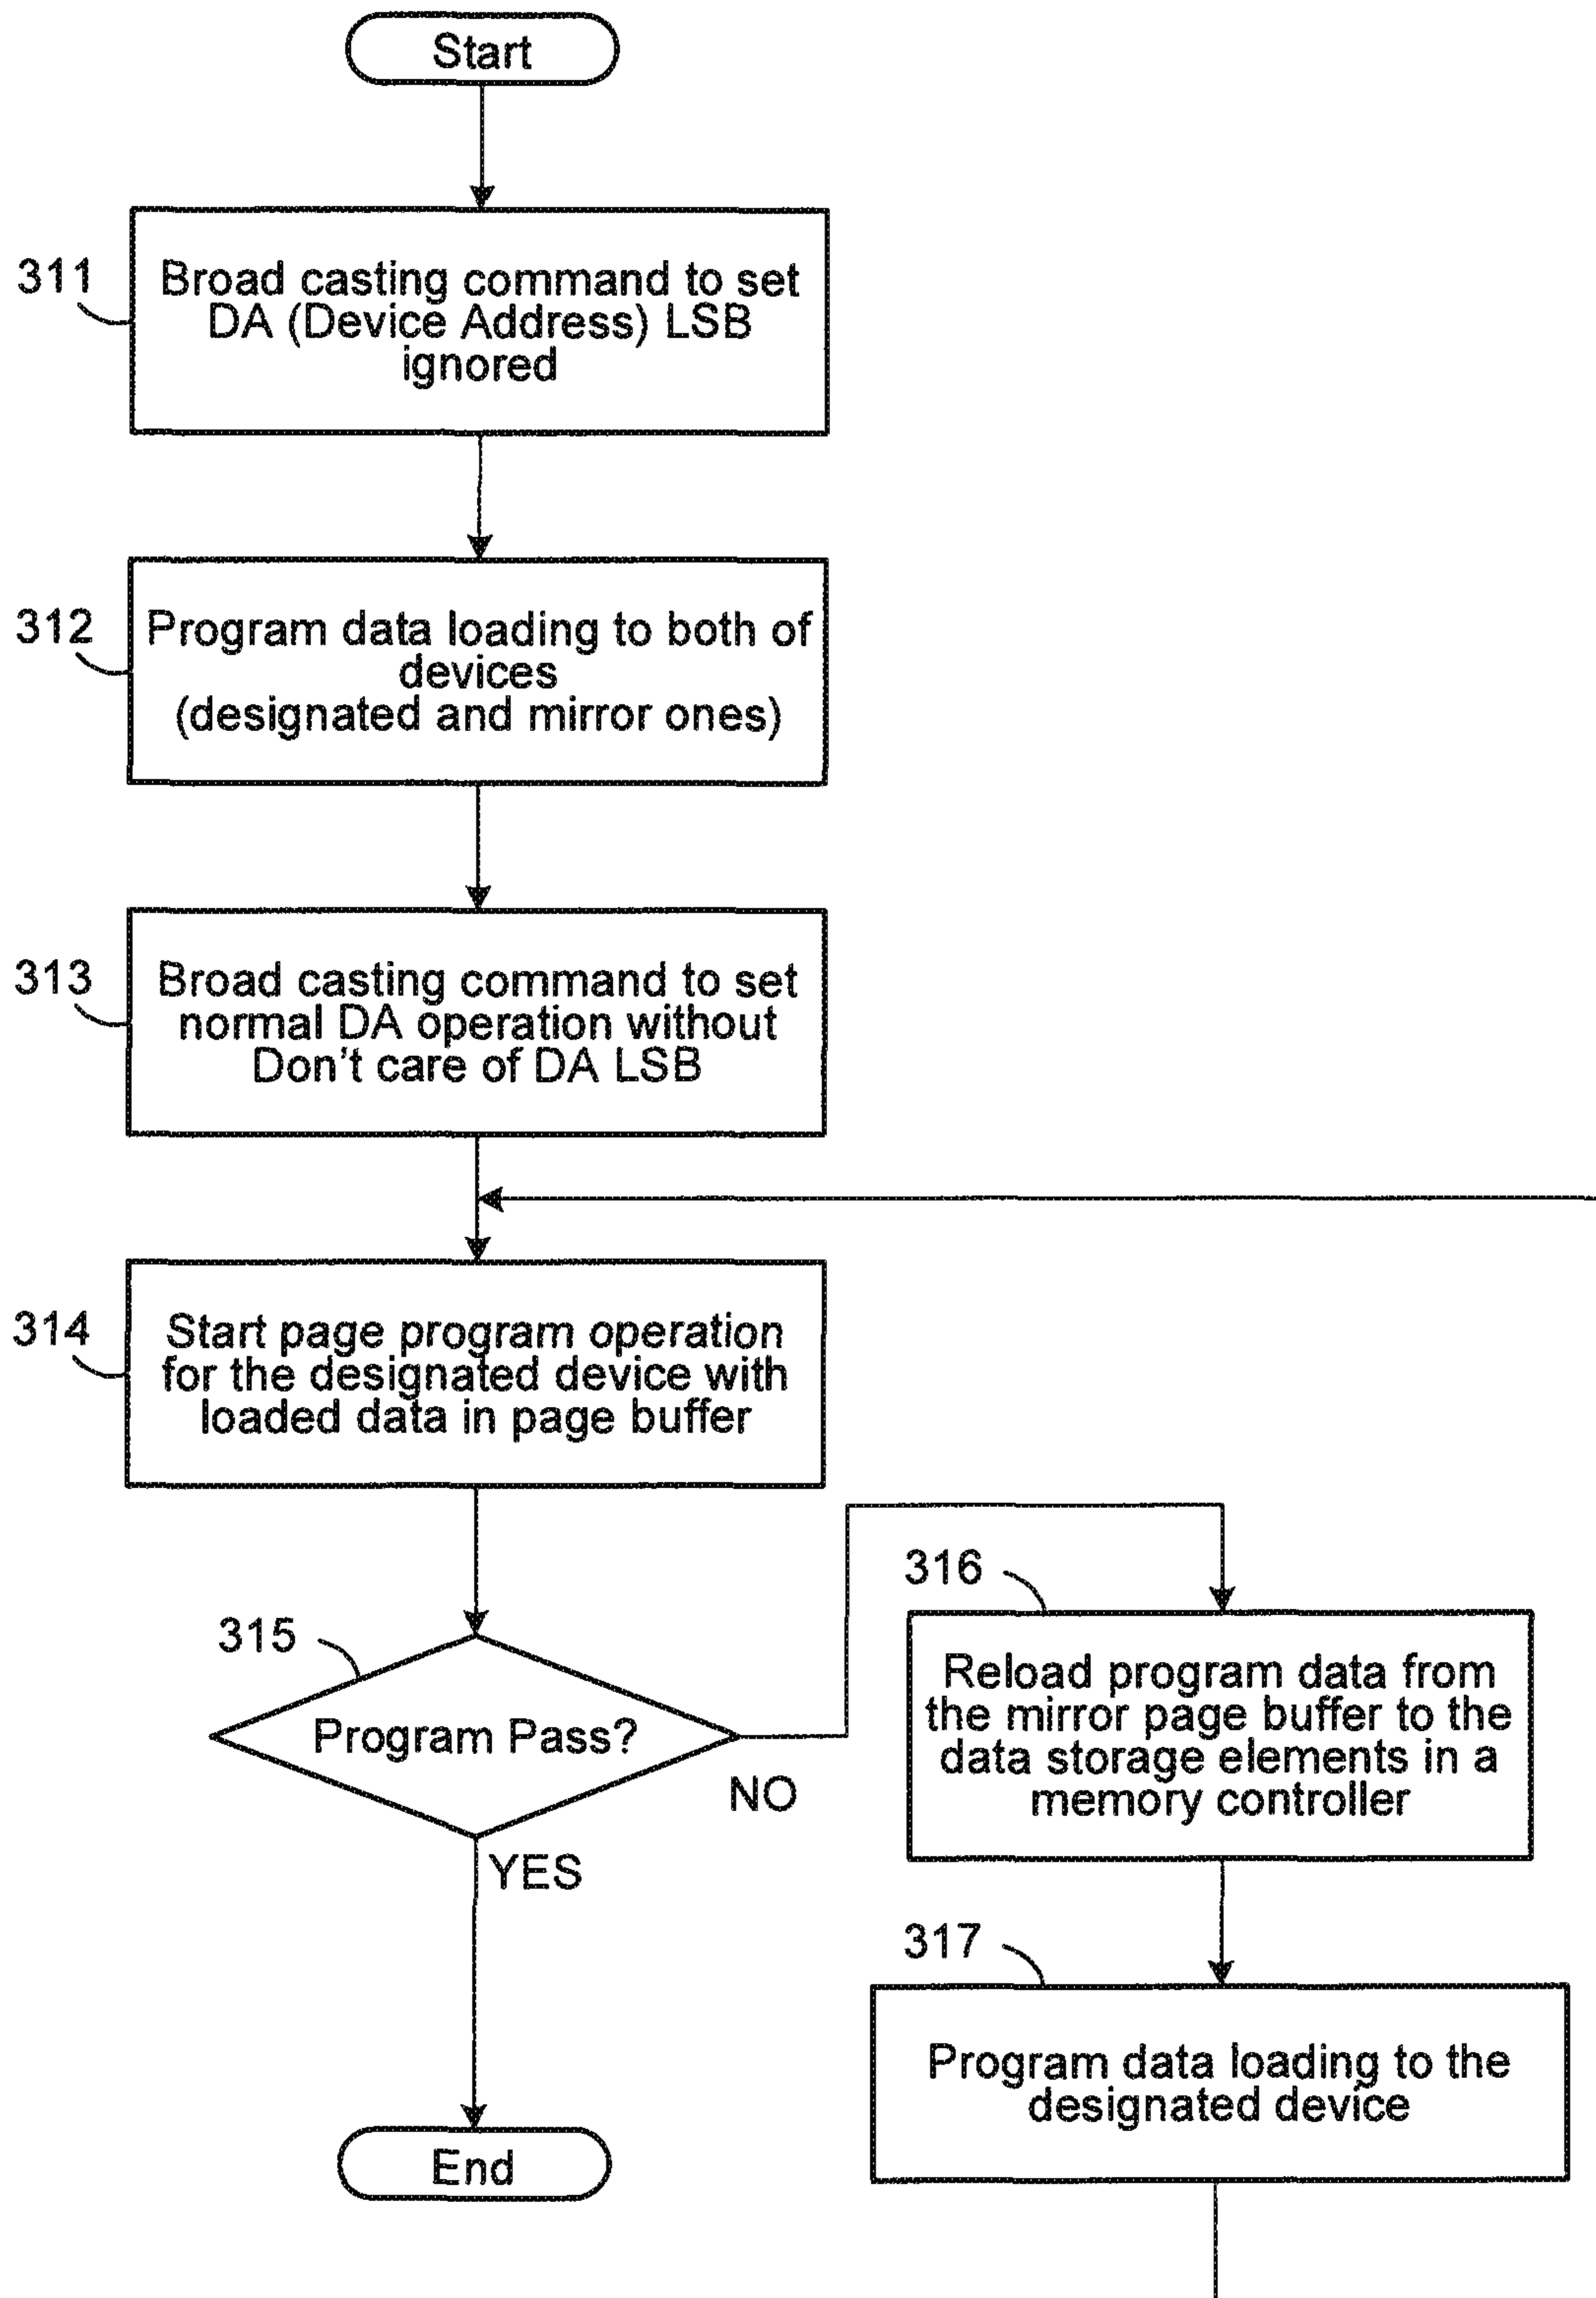 Start
311
Broad casting command to set
DA (Device Address) LSB
ignored
312
Program data loading to both of
devices
(designated and mirror ones)
313
Broad casting command to set
normal DA operation without
Don't care of DA LSB
314
Start page program operation
for the designated device with
loaded data in page buffer
315
Program Pass?
NO
YES
316
Reload program data from
the mirror page buffer to the
data storage elements in a
memory controller
317
Program data loading to the
designated device
End